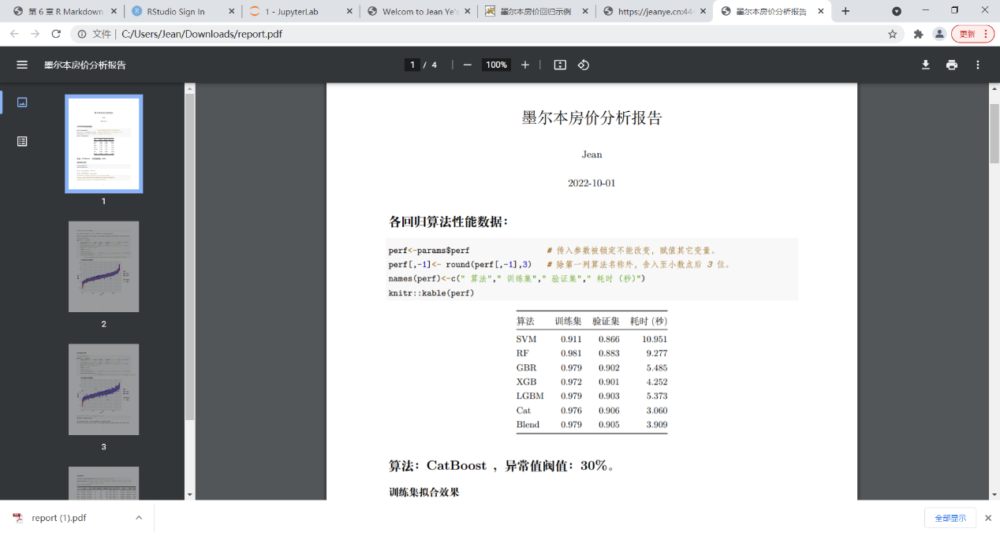 第 6 章 R Markdown
RStudio Sign In
1 - JupyterLab
Welcom to Jean Ye's
墨尔本房价回归示例
https://jeanye.cn:44
墨尔本房价分析报告
文件 | C:/Users/Jean/Downloads/report.pdf
更新
墨尔本房价分析报告
1 / 4
100%
墨尔本房价分析报告
Jean
2022-10-01
各回归算法性能数据：
perf<-params$perf # 传入参数被锁定不能改变，赋值其它变量。
perf[,-1]<- round(perf[,-1],3) # 除第一列算法名称外，舍入至小数点后 3 位。
names(perf)<-c(" 算法"," 训练集"," 验证集"," 耗时 (秒)")
knitr::kable(perf)
算法 训练集 验证集 耗时 (秒)
SVM 0.911 0.866 10.951
RF 0.981 0.883 9.277
GBR 0.979 0.902 5.485
XGB 0.972 0.901 4.252
LGBM 0.979 0.903 5.373
Cat 0.976 0.906 3.060
Blend 0.979 0.905 3.909
算法：CatBoost ，异常值阀值：30%。
训练集拟合效果
1
2
3
report (1).pdf
全部显示